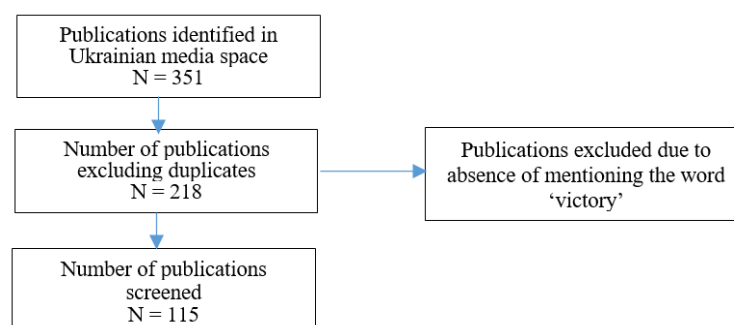 Publications identified in
Ukrainian media space
N = 351
Number of publications
excluding duplicates
N = 218
Publications excluded due to
absence of mentioning the word
‘victory’
Number of publications
screened
N = 115